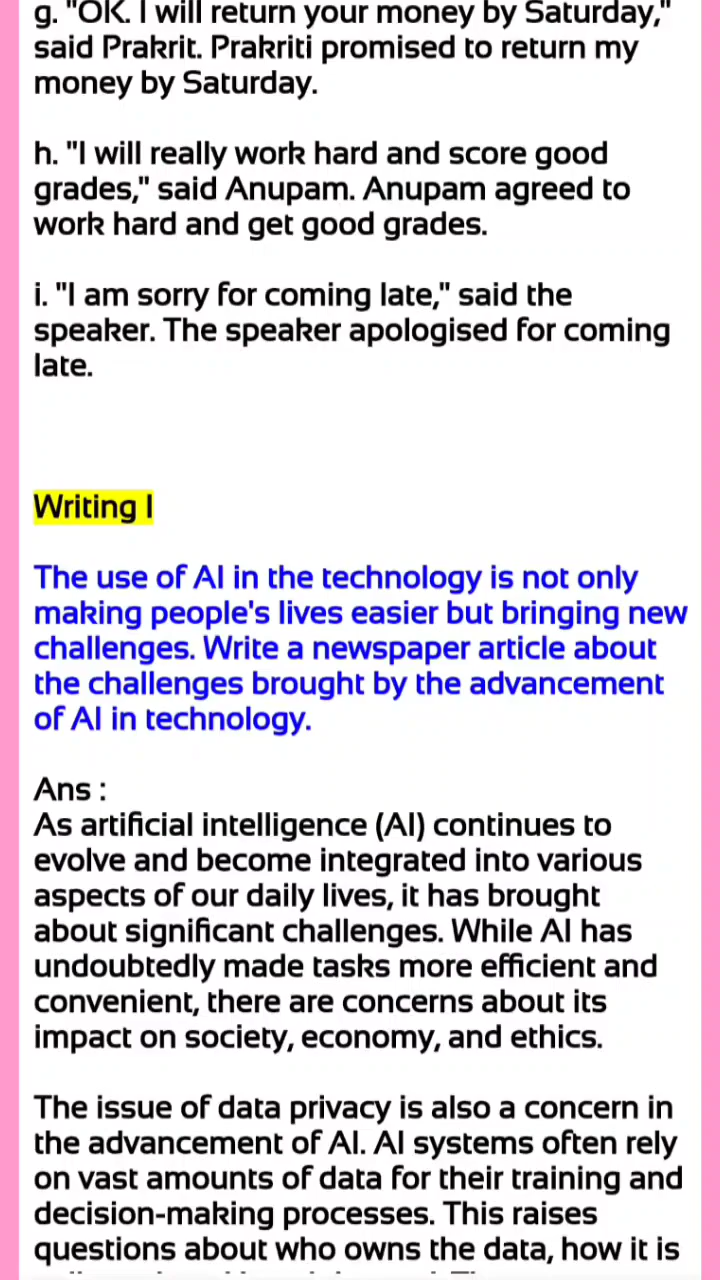 g. "OK. I will return your money by Saturday,"
said Prakrit. Prakriti promised to return my
money by Saturday.
h. "I will really work hard and score good
grades," said Anupam. Anupam agreed to
work hard and get good grades.
i. "I am sorry for coming late," said the
speaker. The speaker apologised for coming
late.
Writing I
The use of AI in the technology is not only
making people's lives easier but bringing new
challenges. Write a newspaper article about
the challenges brought by the advancement
of AI in technology.
Ans :
As artificial intelligence (AI) continues to
evolve and become integrated into various
aspects of our daily lives, it has brought
about significant challenges. While AI has
undoubtedly made tasks more efficient and
convenient, there are concerns about its
impact on society, economy, and ethics.
The issue of data privacy is also a concern in
the advancement of AI. AI systems often rely
on vast amounts of data for their training and
decision-making processes. This raises
questions about who owns the data, how it is